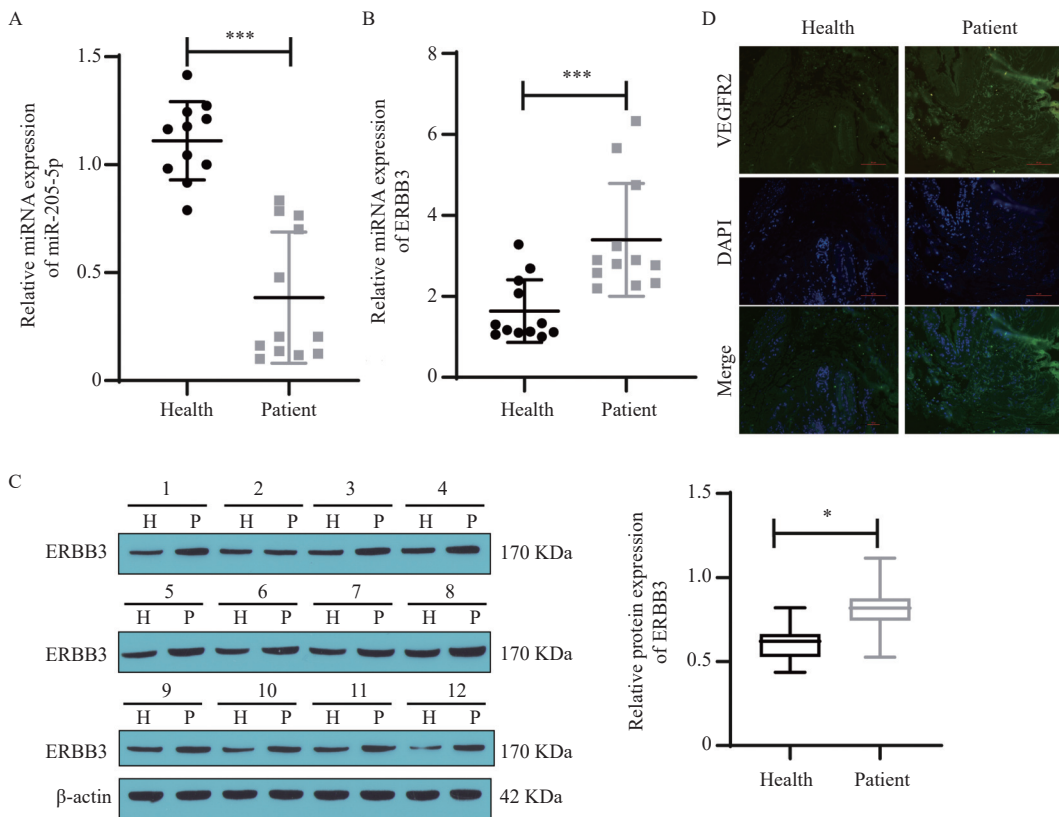 A
***
1.5
1.0
0.5
0
Relative miRNA expression
of miR-205-5p
Health
Patient
B
***
8
6
4
2
0
Relative miRNA expression
of ERBB3
Health
Patient
D
Health
Patient
VEGFR2
DAPI
Merge
C
1
2
3
4
H
P
H
P
H
P
H
P
ERBB3
170 KDa
5
6
7
8
H
P
H
P
H
P
H
P
ERBB3
170 KDa
9
10
11
12
H
P
H
P
H
P
H
P
ERBB3
170 KDa
β-actin
42 KDa
*
1.5
1.0
0.5
0
Relative protein expression
of ERBB3
Health
Patient